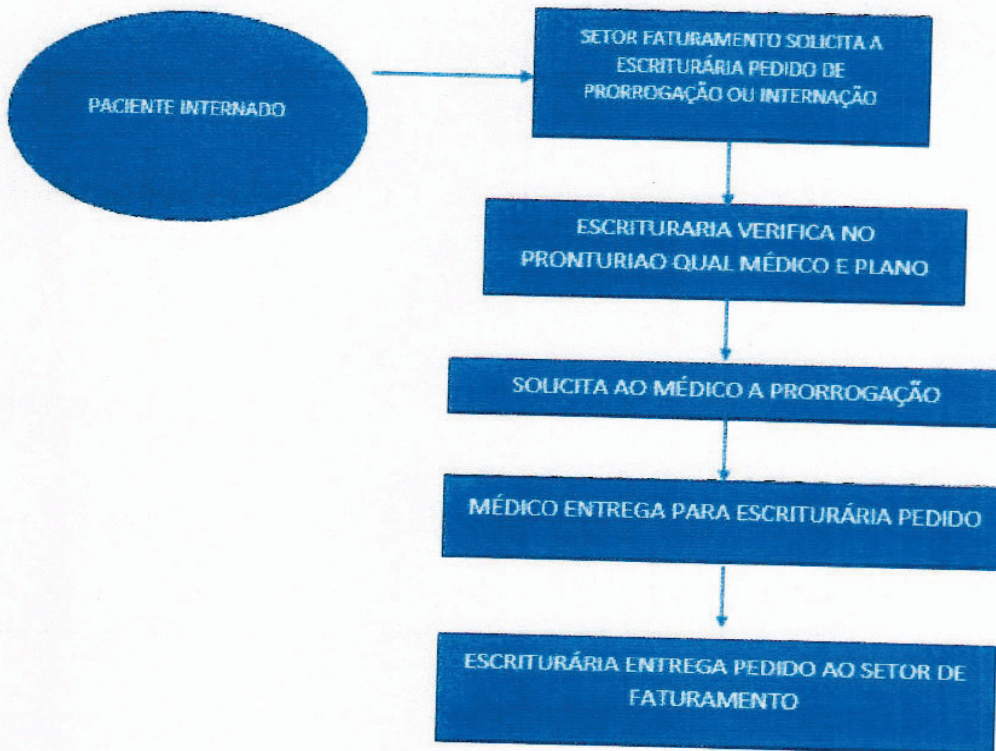 PACIENTE INTERNADO
SETOR FATURAMENTO SOLICITA A
ESCRITURÁRIA PEDIDO DE
PRORROGAÇÃO OU INTERNAÇÃO
ESCRITURARIA VERIFICA NO
PRONTURIAO QUAL MÉDICO E PLANO
SOLICITA AO MÉDICO A PRORROGAÇÃO
MÉDICO ENTREGA PARA ESCRITURÁRIA PEDIDO
ESCRITURÁRIA ENTREGA PEDIDO AO SETOR DE
FATURAMENTO